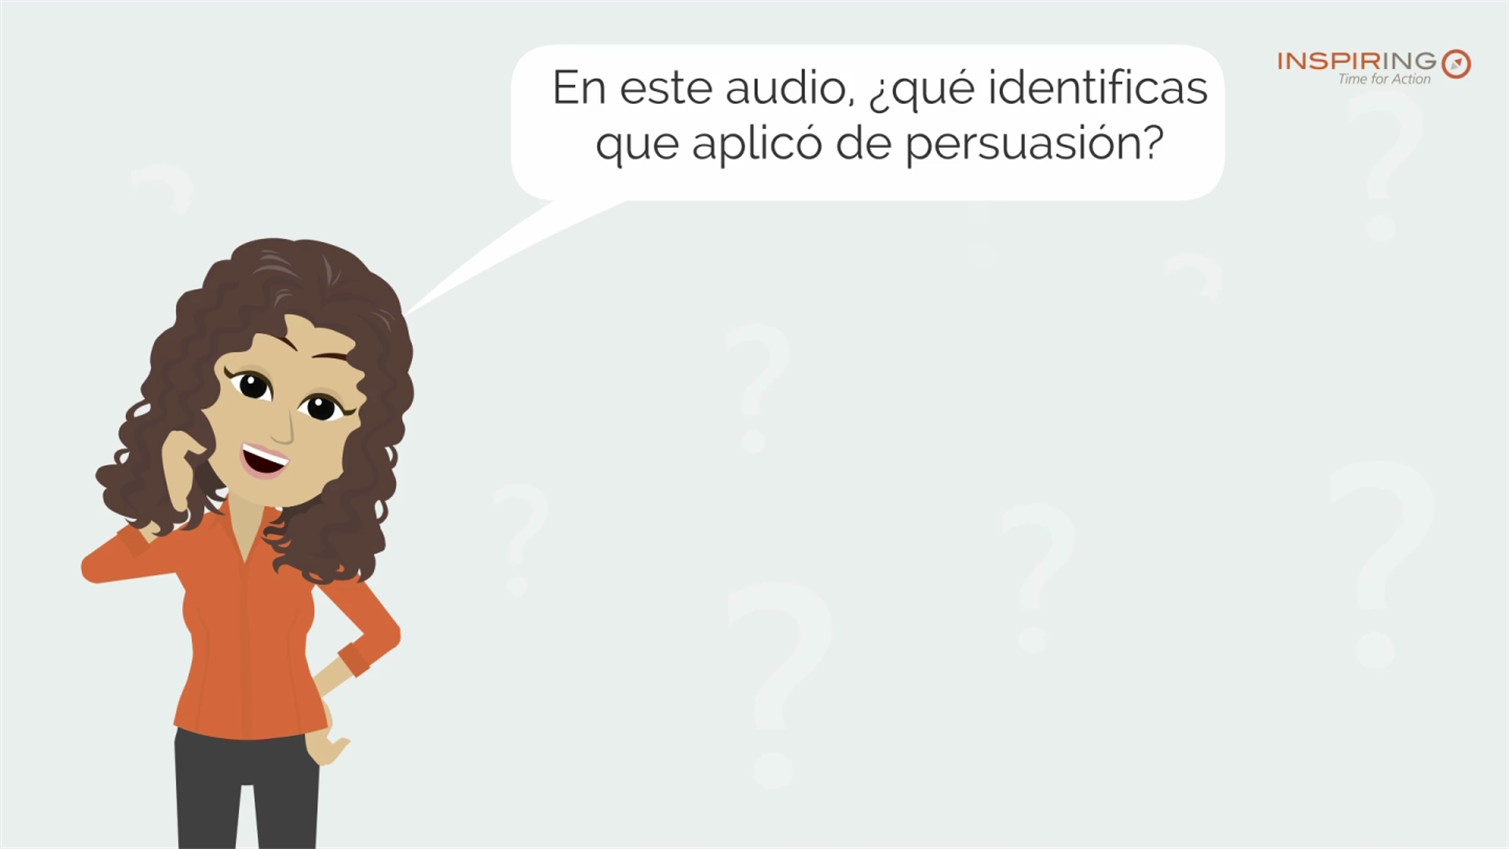 En este audio, ¿qué identificas
que aplicó de persuasión?
INSPIRING
Time for Action